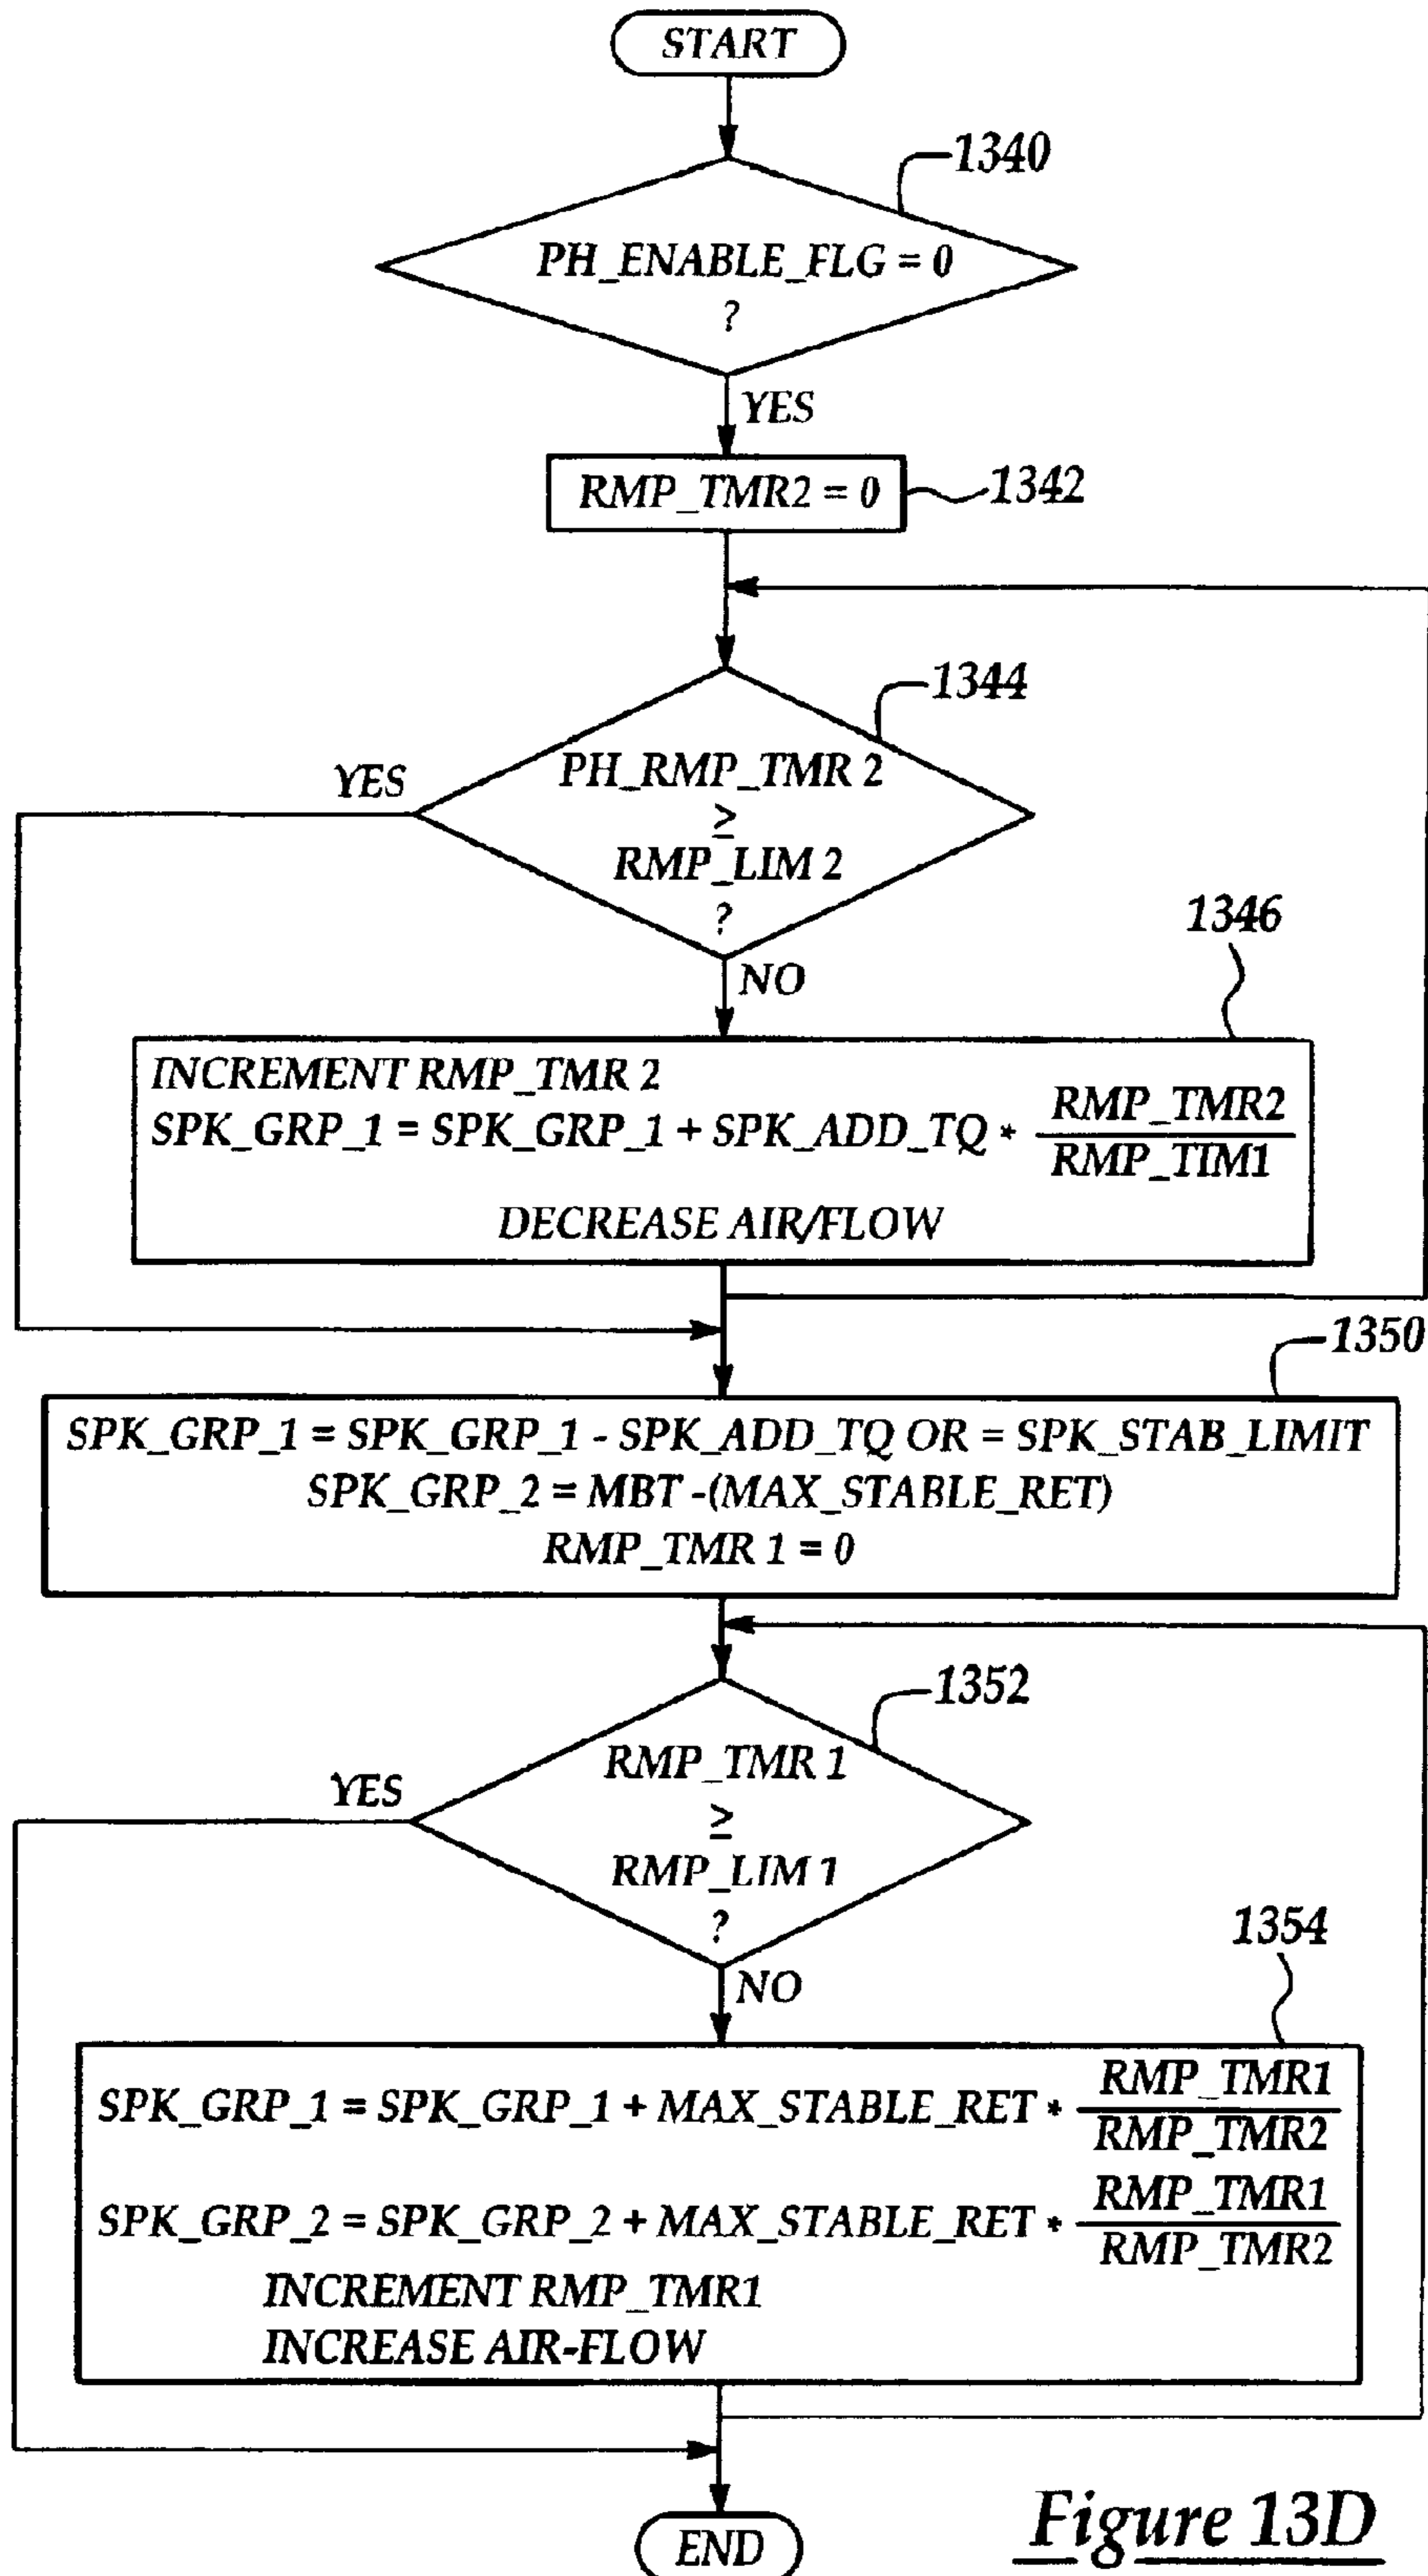 START
1340
PH_ENABLE_FLG = 0
?
YES
RMP_TMR2 = 0
1342
1344
YES
PH_RMP_TMR 2
≥
RMP_LIM 2
?
NO
1346
INCREMENT RMP_TMR 2
SPK_GRP_1 = SPK_GRP_1 + SPK_ADD_TQ * RMP_TMR2
RMP_TIM1
DECREASE AIR/FLOW
1350
SPK_GRP_1 = SPK_GRP_1 - SPK_ADD_TQ OR = SPK_STAB_LIMIT
SPK_GRP_2 = MBT -(MAX_STABLE_RET)
RMP_TMR 1 = 0
1352
YES
RMP_TMR 1
≥
RMP_LIM 1
?
NO
1354
SPK_GRP_1 = SPK_GRP_1 + MAX_STABLE_RET * RMP_TMR1
RMP_TMR2
SPK_GRP_2 = SPK_GRP_2 + MAX_STABLE_RET * RMP_TMR1
RMP_TMR2
INCREMENT RMP_TMR1
INCREASE AIR-FLOW
END
Figure 13D